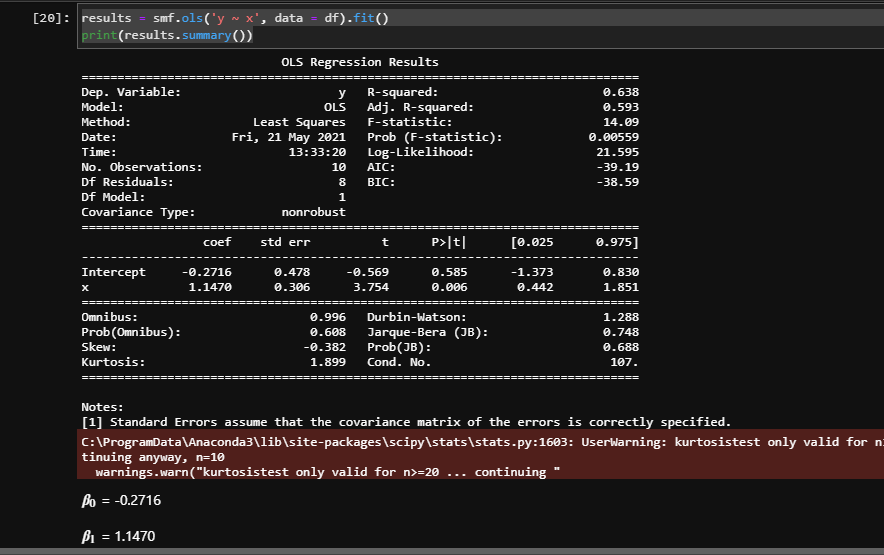 [20]: results = smf.ols('y ~ x', data = df).fit()
print(results.summary())
OLS Regression Results
==============================================================================
Dep. Variable: y R-squared: 0.638
Model: OLS Adj. R-squared: 0.593
Method: Least Squares F-statistic: 14.09
Date: Fri, 21 May 2021 Prob (F-statistic): 0.00559
Time: 13:33:20 Log-Likelihood: 21.595
No. Observations: 10 AIC: -39.19
Df Residuals: 8 BIC: -38.59
Df Model: 1
Covariance Type: nonrobust
==============================================================================
coef std err t P>|t| [0.025 0.975]
------------------------------------------------------------------------------
Intercept -0.2716 0.478 -0.569 0.585 -1.373 0.830
x 1.1470 0.306 3.754 0.006 0.442 1.851
==============================================================================
Omnibus: 0.996 Durbin-Watson: 1.288
Prob(Omnibus): 0.608 Jarque-Bera (JB): 0.748
Skew: -0.382 Prob(JB): 0.688
Kurtosis: 1.899 Cond. No. 107.
==============================================================================
Notes:
[1] Standard Errors assume that the covariance matrix of the errors is correctly specified.
C:\ProgramData\Anaconda3\lib\site-packages\scipy\stats\stats.py:1603: UserWarning: kurtosistest only valid for n
tinuing anyway, n=10
warnings.warn("kurtosistest only valid for n>=20 ... continuing "
β0 = -0.2716
β1 = 1.1470